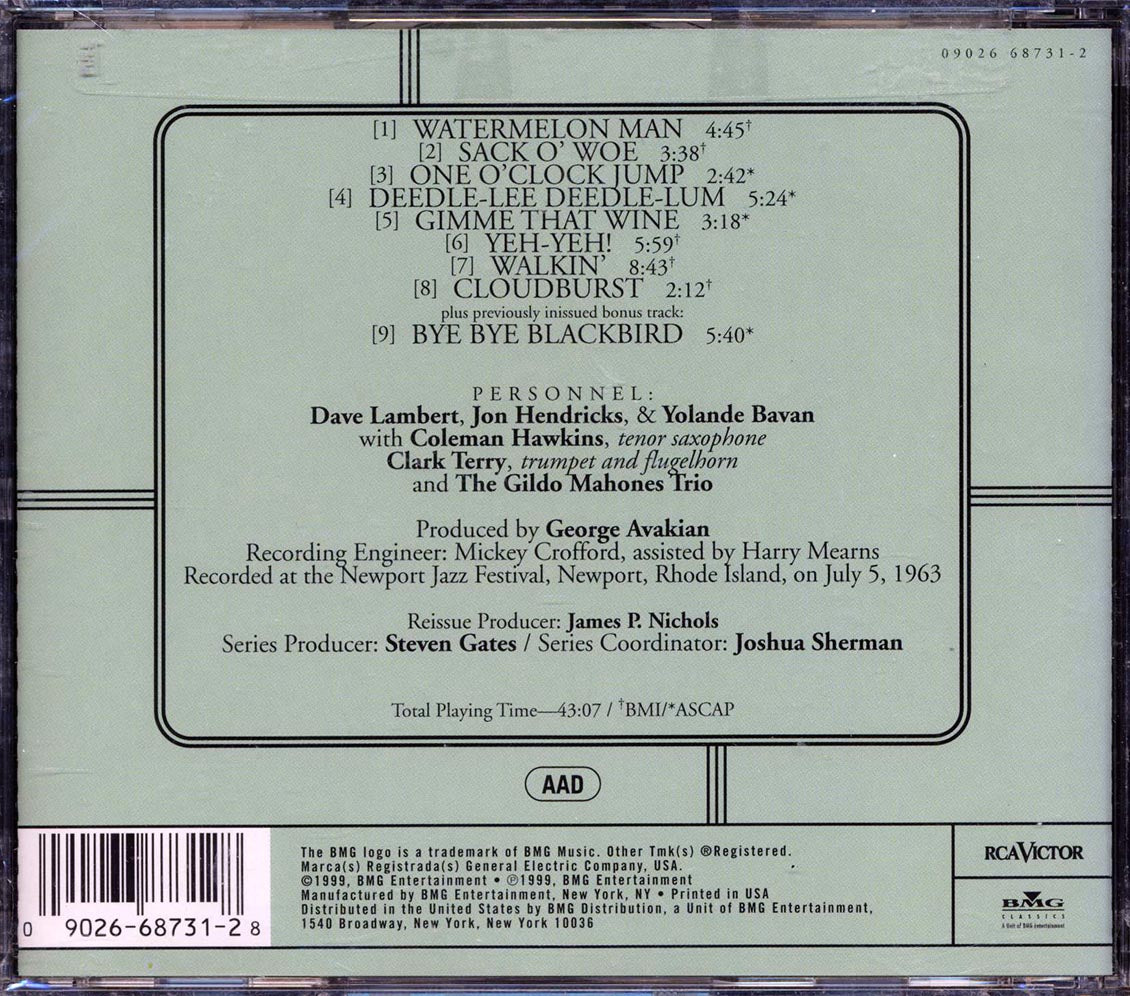 09026 68731-2
[1] WATERMELON MAN 4:45†
[2] SACK O' WOE 3:38†
[3] ONE O'CLOCK JUMP 2:42*
[4] DEEDLE-LEE DEEDLE-LUM 5:24*
[5] GIMME THAT WINE 3:18*
[6] YEH-YEH! 5:59†
[7] WALKIN' 8:43†
[8] CLOUDBURST 2:12†
plus previously inissued bonus track:
[9] BYE BYE BLACKBIRD 5:40*
PERSONNEL:
Dave Lambert, Jon Hendricks, & Yolande Bavan
with Coleman Hawkins, tenor saxophone
Clark Terry, trumpet and flugelhorn
and The Gildo Mahones Trio
Produced by George Avakian
Recording Engineer: Mickey Crofford, assisted by Harry Mearns
Recorded at the Newport Jazz Festival, Newport, Rhode Island, on July 5, 1963
Reissue Producer: James P. Nichols
Series Producer: Steven Gates / Series Coordinator: Joshua Sherman
Total Playing Time—43:07 / †BMI/*ASCAP
AAD
0 9026-68731-2 8
The BMG logo is a trademark of BMG Music. Other Tmk(s) ®Registered.
Marca(s) Registrada(s) General Electric Company, USA.
©1999, BMG Entertainment • ℗1999, BMG Entertainment
Manufactured by BMG Entertainment, New York, NY • Printed in USA
Distributed in the United States by BMG Distribution, a Unit of BMG Entertainment,
1540 Broadway, New York, New York 10036
RCA VICTOR
BMG
CLASSICS
A Unit of BMG Entertainment